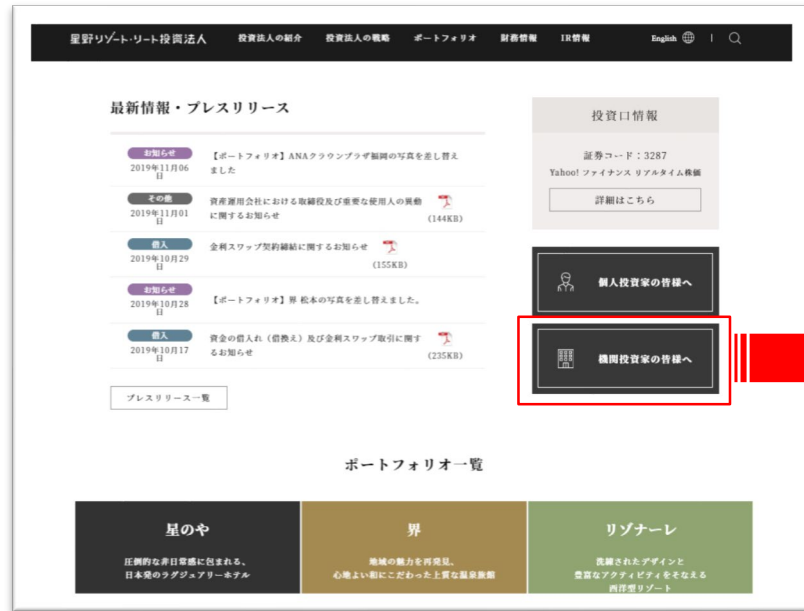 星野リゾート・リート投資法人 投資法人の紹介 投資法人の戦略 ポートフォリオ 財務情報 IR情報 English
最新情報・プレスリリース
お知らせ
2019年11月06
日
【ポートフォリオ】ANAクラウンプラザ福岡の写真を差し替え
ました
その他
2019年11月01
日
資産運用会社における取締役及び重要な使用人の異動
に関するお知らせ
(144KB)
借入
2019年10月29
日
金利スワップ契約締結に関するお知らせ
(155KB)
お知らせ
2019年10月28
日
【ポートフォリオ】界 松本の写真を差し替えました。
借入
2019年10月17
日
資金の借入れ（借換え）及び金利スワップ取引に関す
るお知らせ
(235KB)
プレスリリース一覧
投資口情報
証券コード：3287
Yahoo! ファイナンス リアルタイム株価
詳細はこちら
個人投資家の皆様へ
機関投資家の皆様へ
ポートフォリオ一覧
星のや
圧倒的な非日常感に包まれる、
日本発のラグジュアリーホテル
界
地域の魅力を再発見、
心地よい和にこだわった上質な温泉旅館
リゾナーレ
洗練されたデザインと
豊富なアクティビティをそなえる
西洋型リゾート